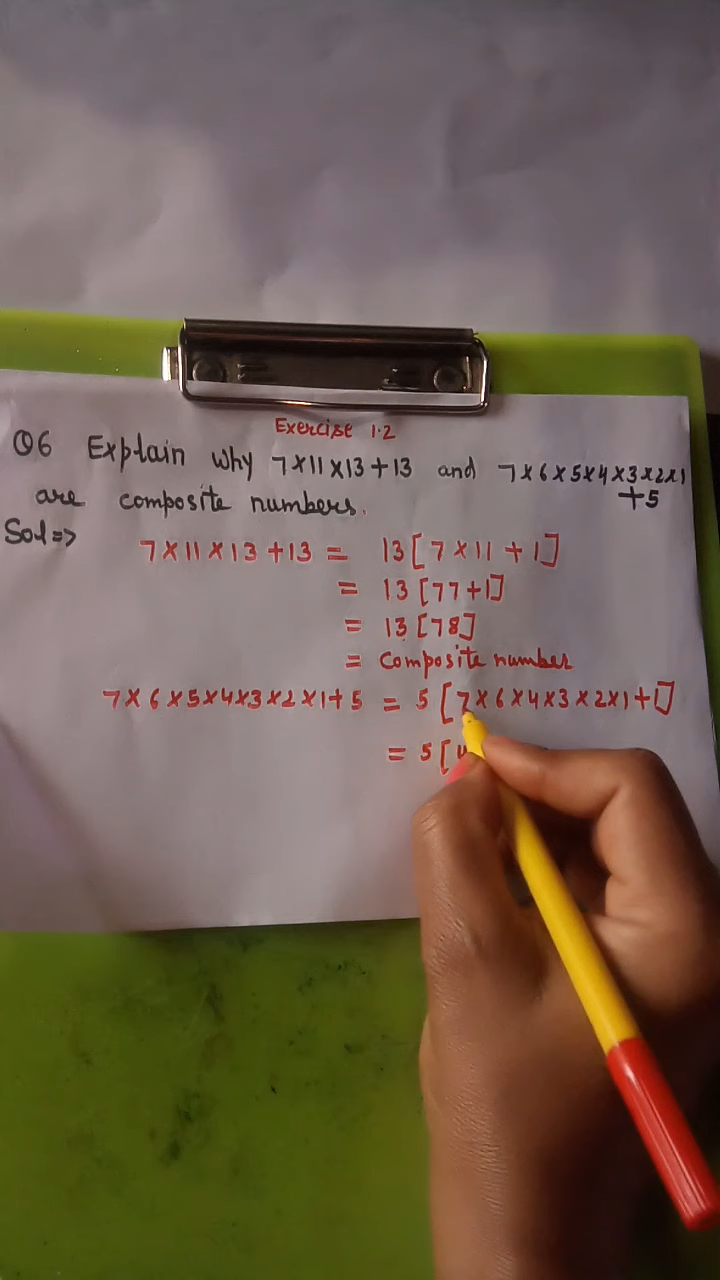 Exercise 1.2
Q6 Explain why 7×11×13+13 and 7×6×5×4×3×2×1
+5
are composite numbers.
Sol=>
7×11×13+13 = 13[7×11+1]
= 13[77+1]
= 13[78]
= Composite number
7×6×5×4×3×2×1+5 = 5[7×6×4×3×2×1+1]
= 5[